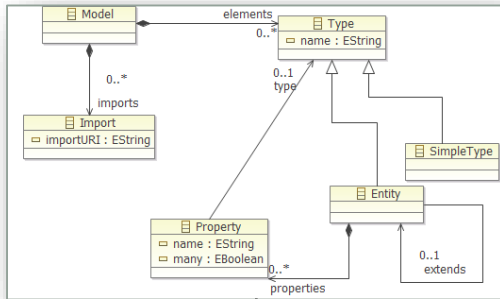 Model
elements
0..*
Type
name : EString
0..*
imports
0..1
type
Import
importURI : EString
SimpleType
Entity
Property
name : EString
many : EBoolean
0..1
extends
0..*
properties